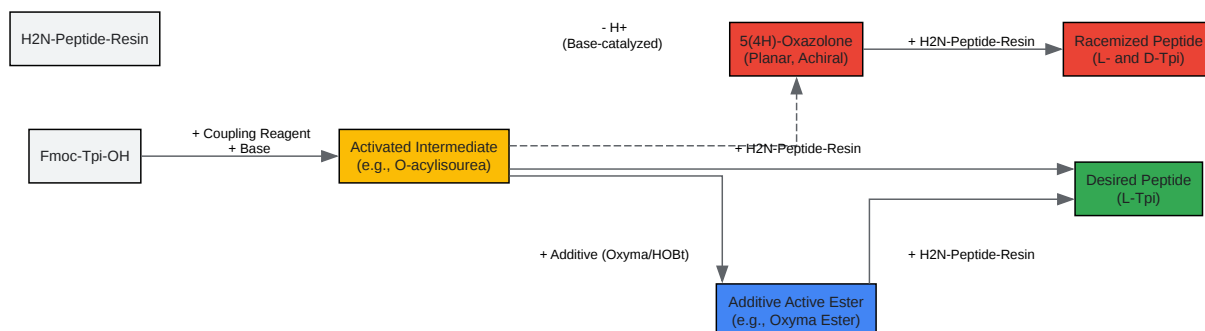 H2N-Peptide-Resin
- H+
(Base-catalyzed)
5(4H)-Oxazolone
(Planar, Achiral)
+ H2N-Peptide-Resin
Racemized Peptide
(L- and D-Tpi)
Fmoc-Tpi-OH
+ Coupling Reagent
+ Base
Activated Intermediate
(e.g., O-acylisourea)
+ H2N-Peptide-Resin
Desired Peptide
(L-Tpi)
+ Additive (Oxyma/HOBt)
+ H2N-Peptide-Resin
Additive Active Ester
(e.g., Oxyma Ester)